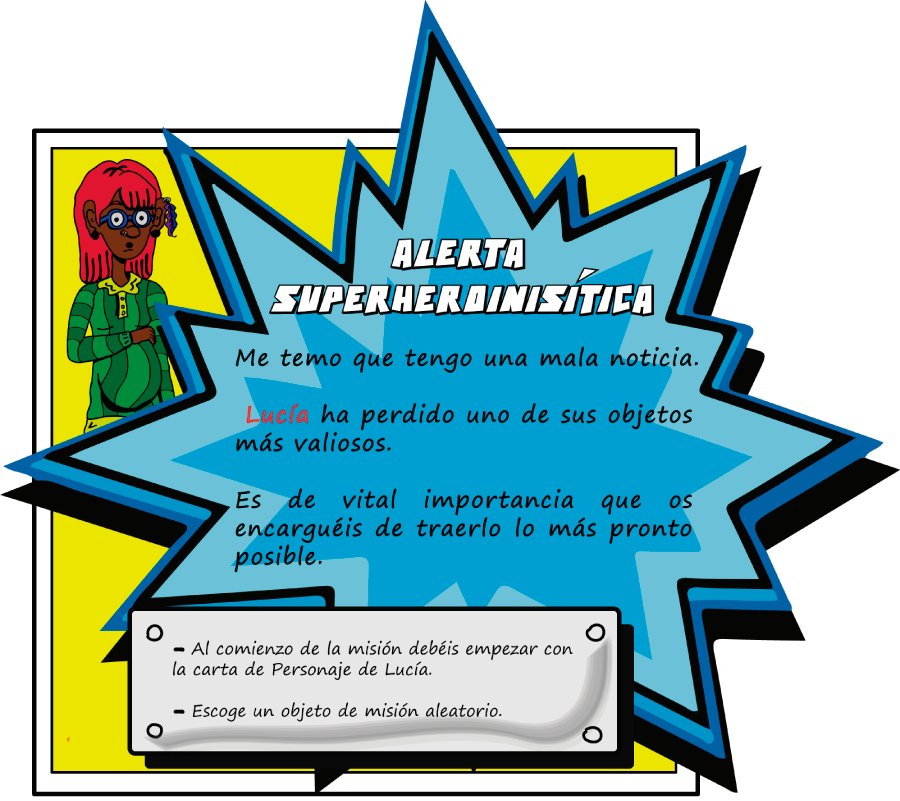 ALERTA
SUPERHEROINISÍTICA
Me temo que tengo una mala noticia.
Lucía ha perdido uno de sus objetos
más valiosos.
Es de vital importancia que os
encarguéis de traerlo lo más pronto
posible.
- Al comienzo de la misión debéis empezar con
la carta de Personaje de Lucía.
- Escoge un objeto de misión aleatorio.